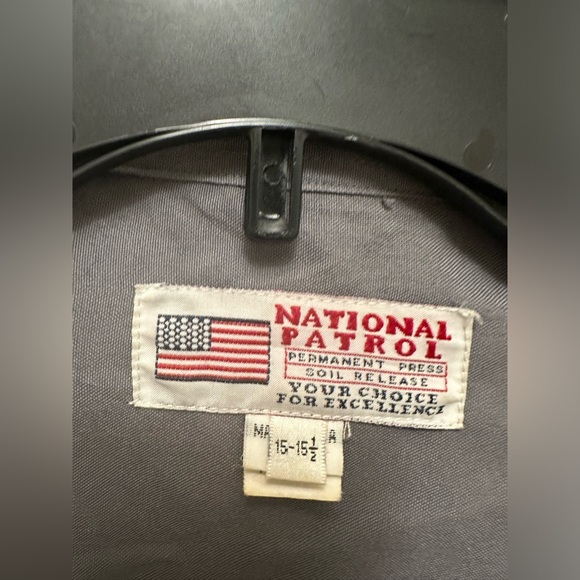 NATIONAL
PATROL
PERMANENT PRESS
SOIL RELEASE
YOUR CHOICE
FOR EXCELLENCE
15-15½